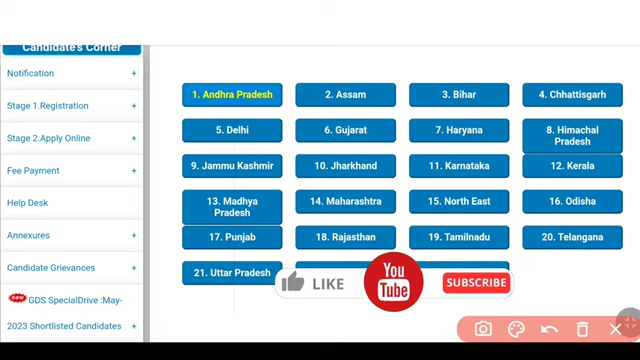 Candidate's Corner
Notification +
Stage 1.Registration +
Stage 2.Apply Online +
Fee Payment +
Help Desk
Annexures +
Candidate Grievances +
new GDS SpecialDrive :May-
2023 Shortlisted Candidates +
1. Andhra Pradesh
2. Assam
3. Bihar
4. Chhattisgarh
5. Delhi
6. Gujarat
7. Haryana
8. Himachal
Pradesh
9. Jammu Kashmir
10. Jharkhand
11. Karnataka
12. Kerala
13. Madhya
Pradesh
14. Maharashtra
15. North East
16. Odisha
17. Punjab
18. Rajasthan
19. Tamilnadu
20. Telangana
21. Uttar Pradesh
LIKE
You
Tube
SUBSCRIBE